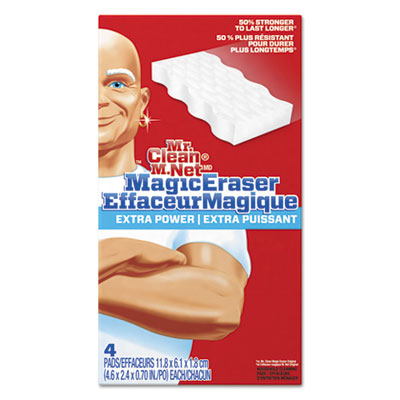 50% STRONGER
TO LAST LONGER*
50 % PLUS RÉSISTANT
POUR DURER
PLUS LONGTEMPS*
Mr.
Clean®
M.Net MD
MagicEraser
EffaceurMagique
EXTRA POWER | EXTRA PUISSANT
4
PADS/EFFACEURS 11.8 x 6.1 x 1.8 cm
(4.6 x 2.4 x 0.70 IN./PO) EACH/CHACUN